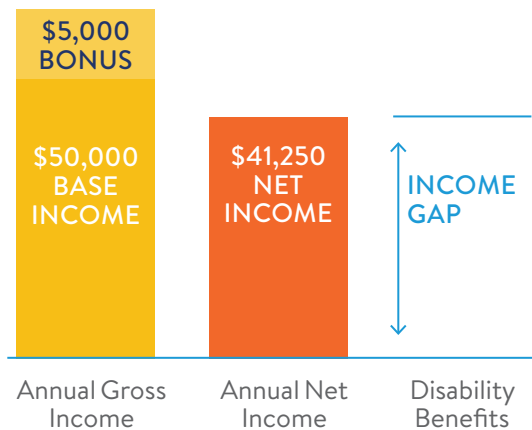 $5,000
BONUS
$50,000
BASE
INCOME
$41,250
NET
INCOME
INCOME
GAP
Annual Gross
Income
Annual Net
Income
Disability
Benefits